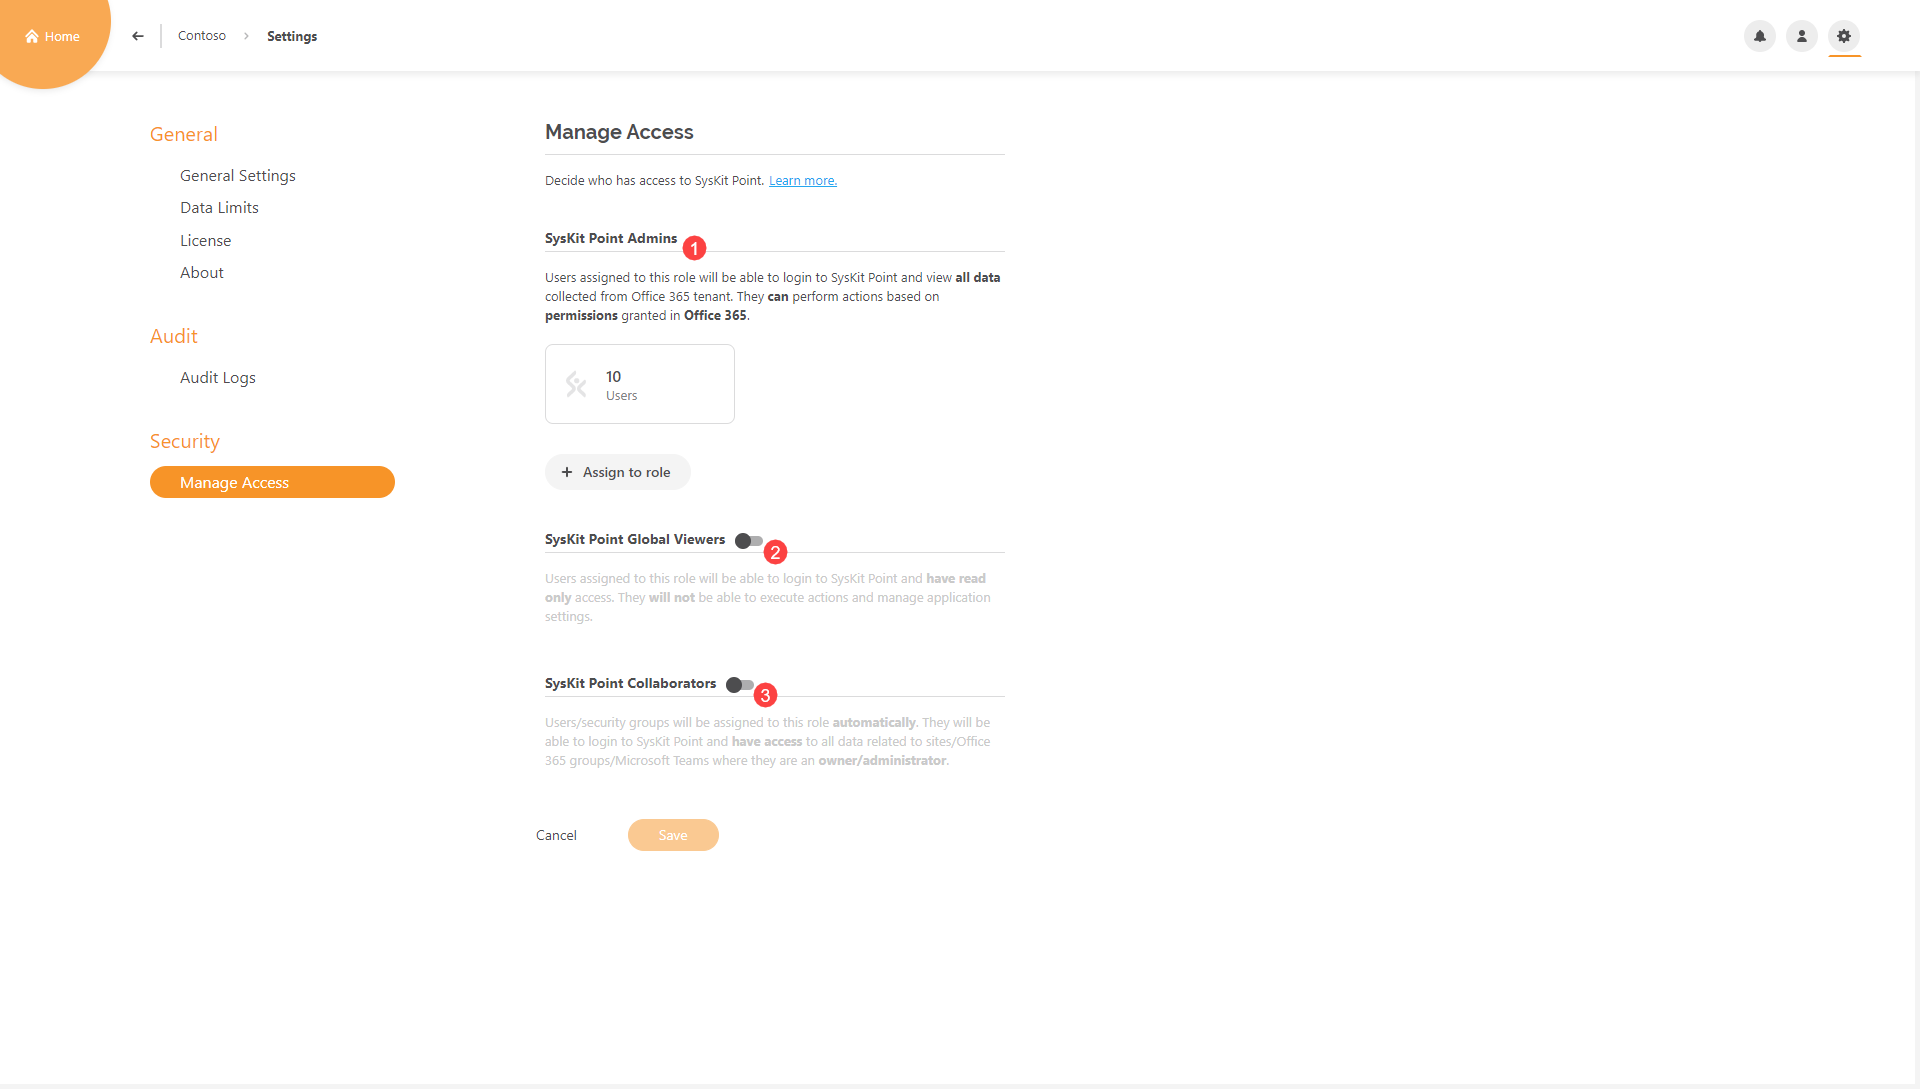 Home
Contoso
Settings
General
General Settings
Data Limits
License
About
Audit
Audit Logs
Security
Manage Access
Manage Access
Decide who has access to SysKit Point. Learn more.
SysKit Point Admins
1
Users assigned to this role will be able to login to SysKit Point and view all data
collected from Office 365 tenant. They can perform actions based on
permissions granted in Office 365.
10
Users
+ Assign to role
SysKit Point Global Viewers
2
Users assigned to this role will be able to login to SysKit Point and have read
only access. They will not be able to execute actions and manage application
settings.
SysKit Point Collaborators
3
Users/security groups will be assigned to this role automatically. They will be
able to login to SysKit Point and have access to all data related to sites/Office
365 groups/Microsoft Teams where they are an owner/administrator.
Cancel
Save